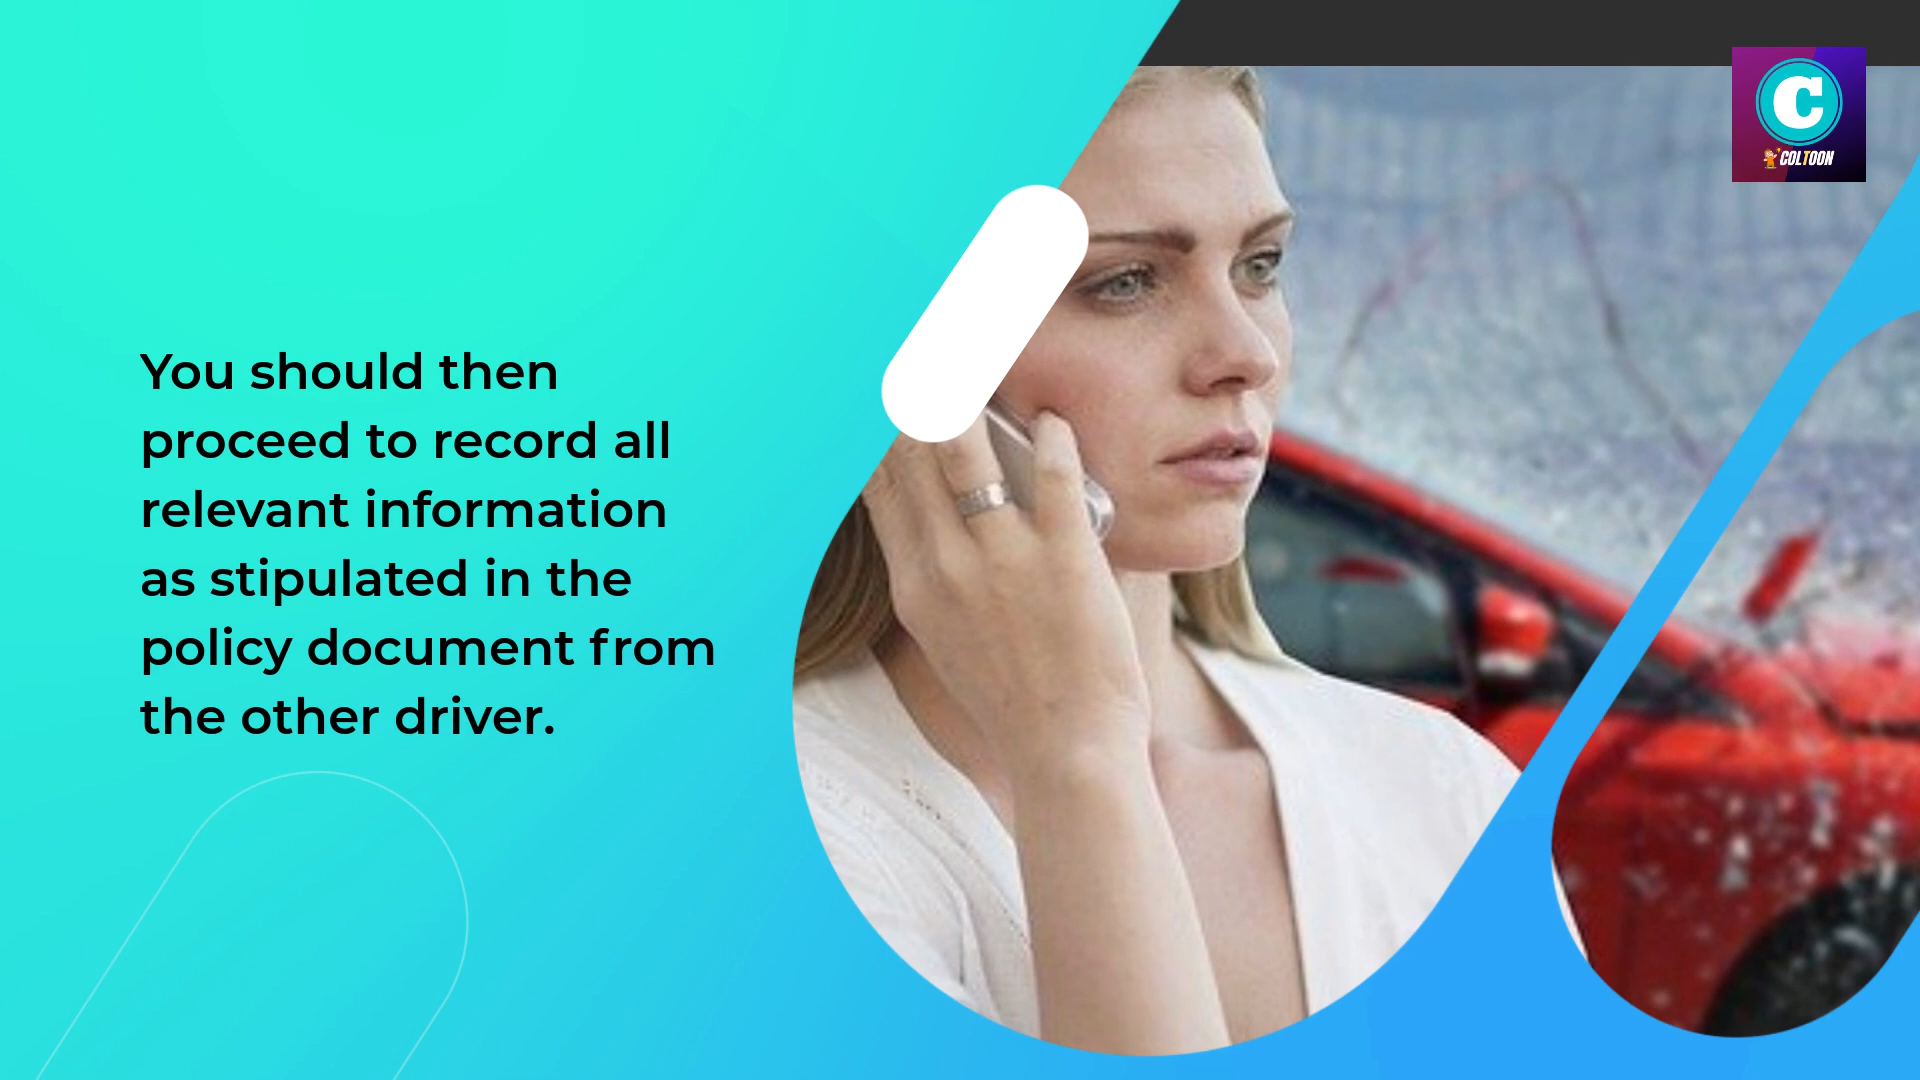 You should then
proceed to record all
relevant information
as stipulated in the
policy document from
the other driver.
C
COLTOON